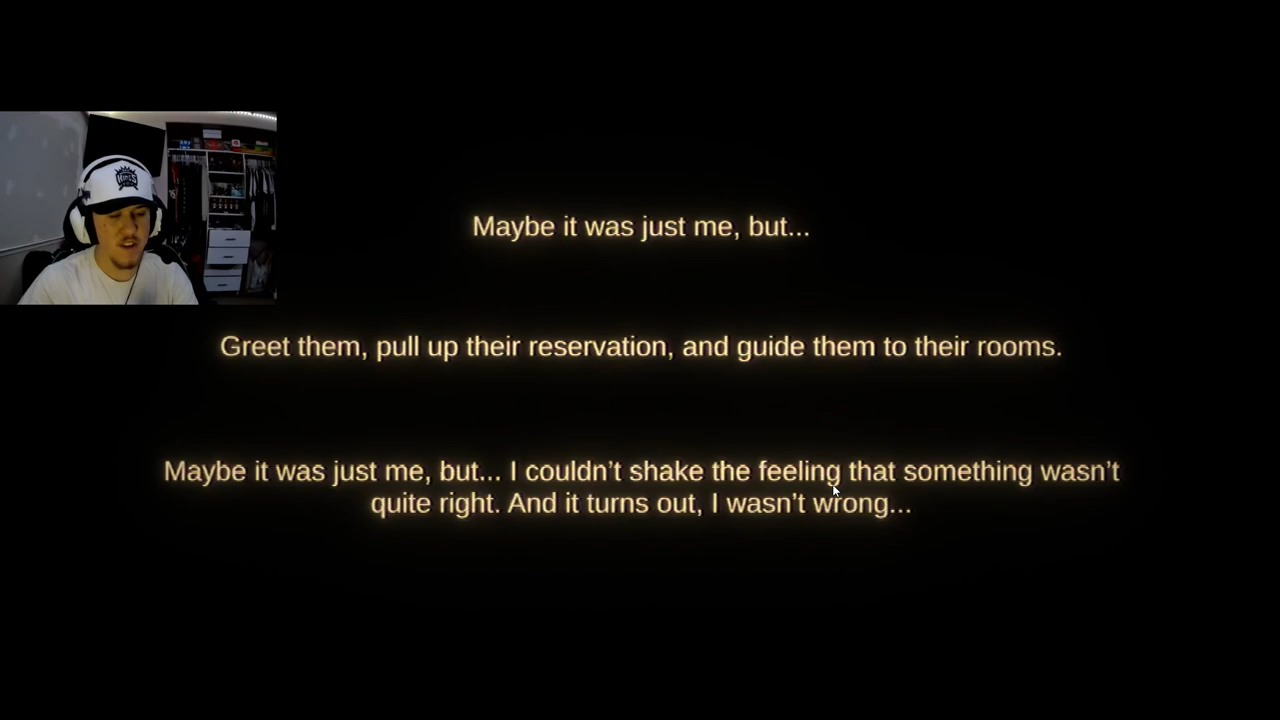 KINGS
Maybe it was just me, but...
Greet them, pull up their reservation, and guide them to their rooms.
Maybe it was just me, but... I couldn’t shake the feeling that something wasn’t
quite right. And it turns out, I wasn’t wrong...